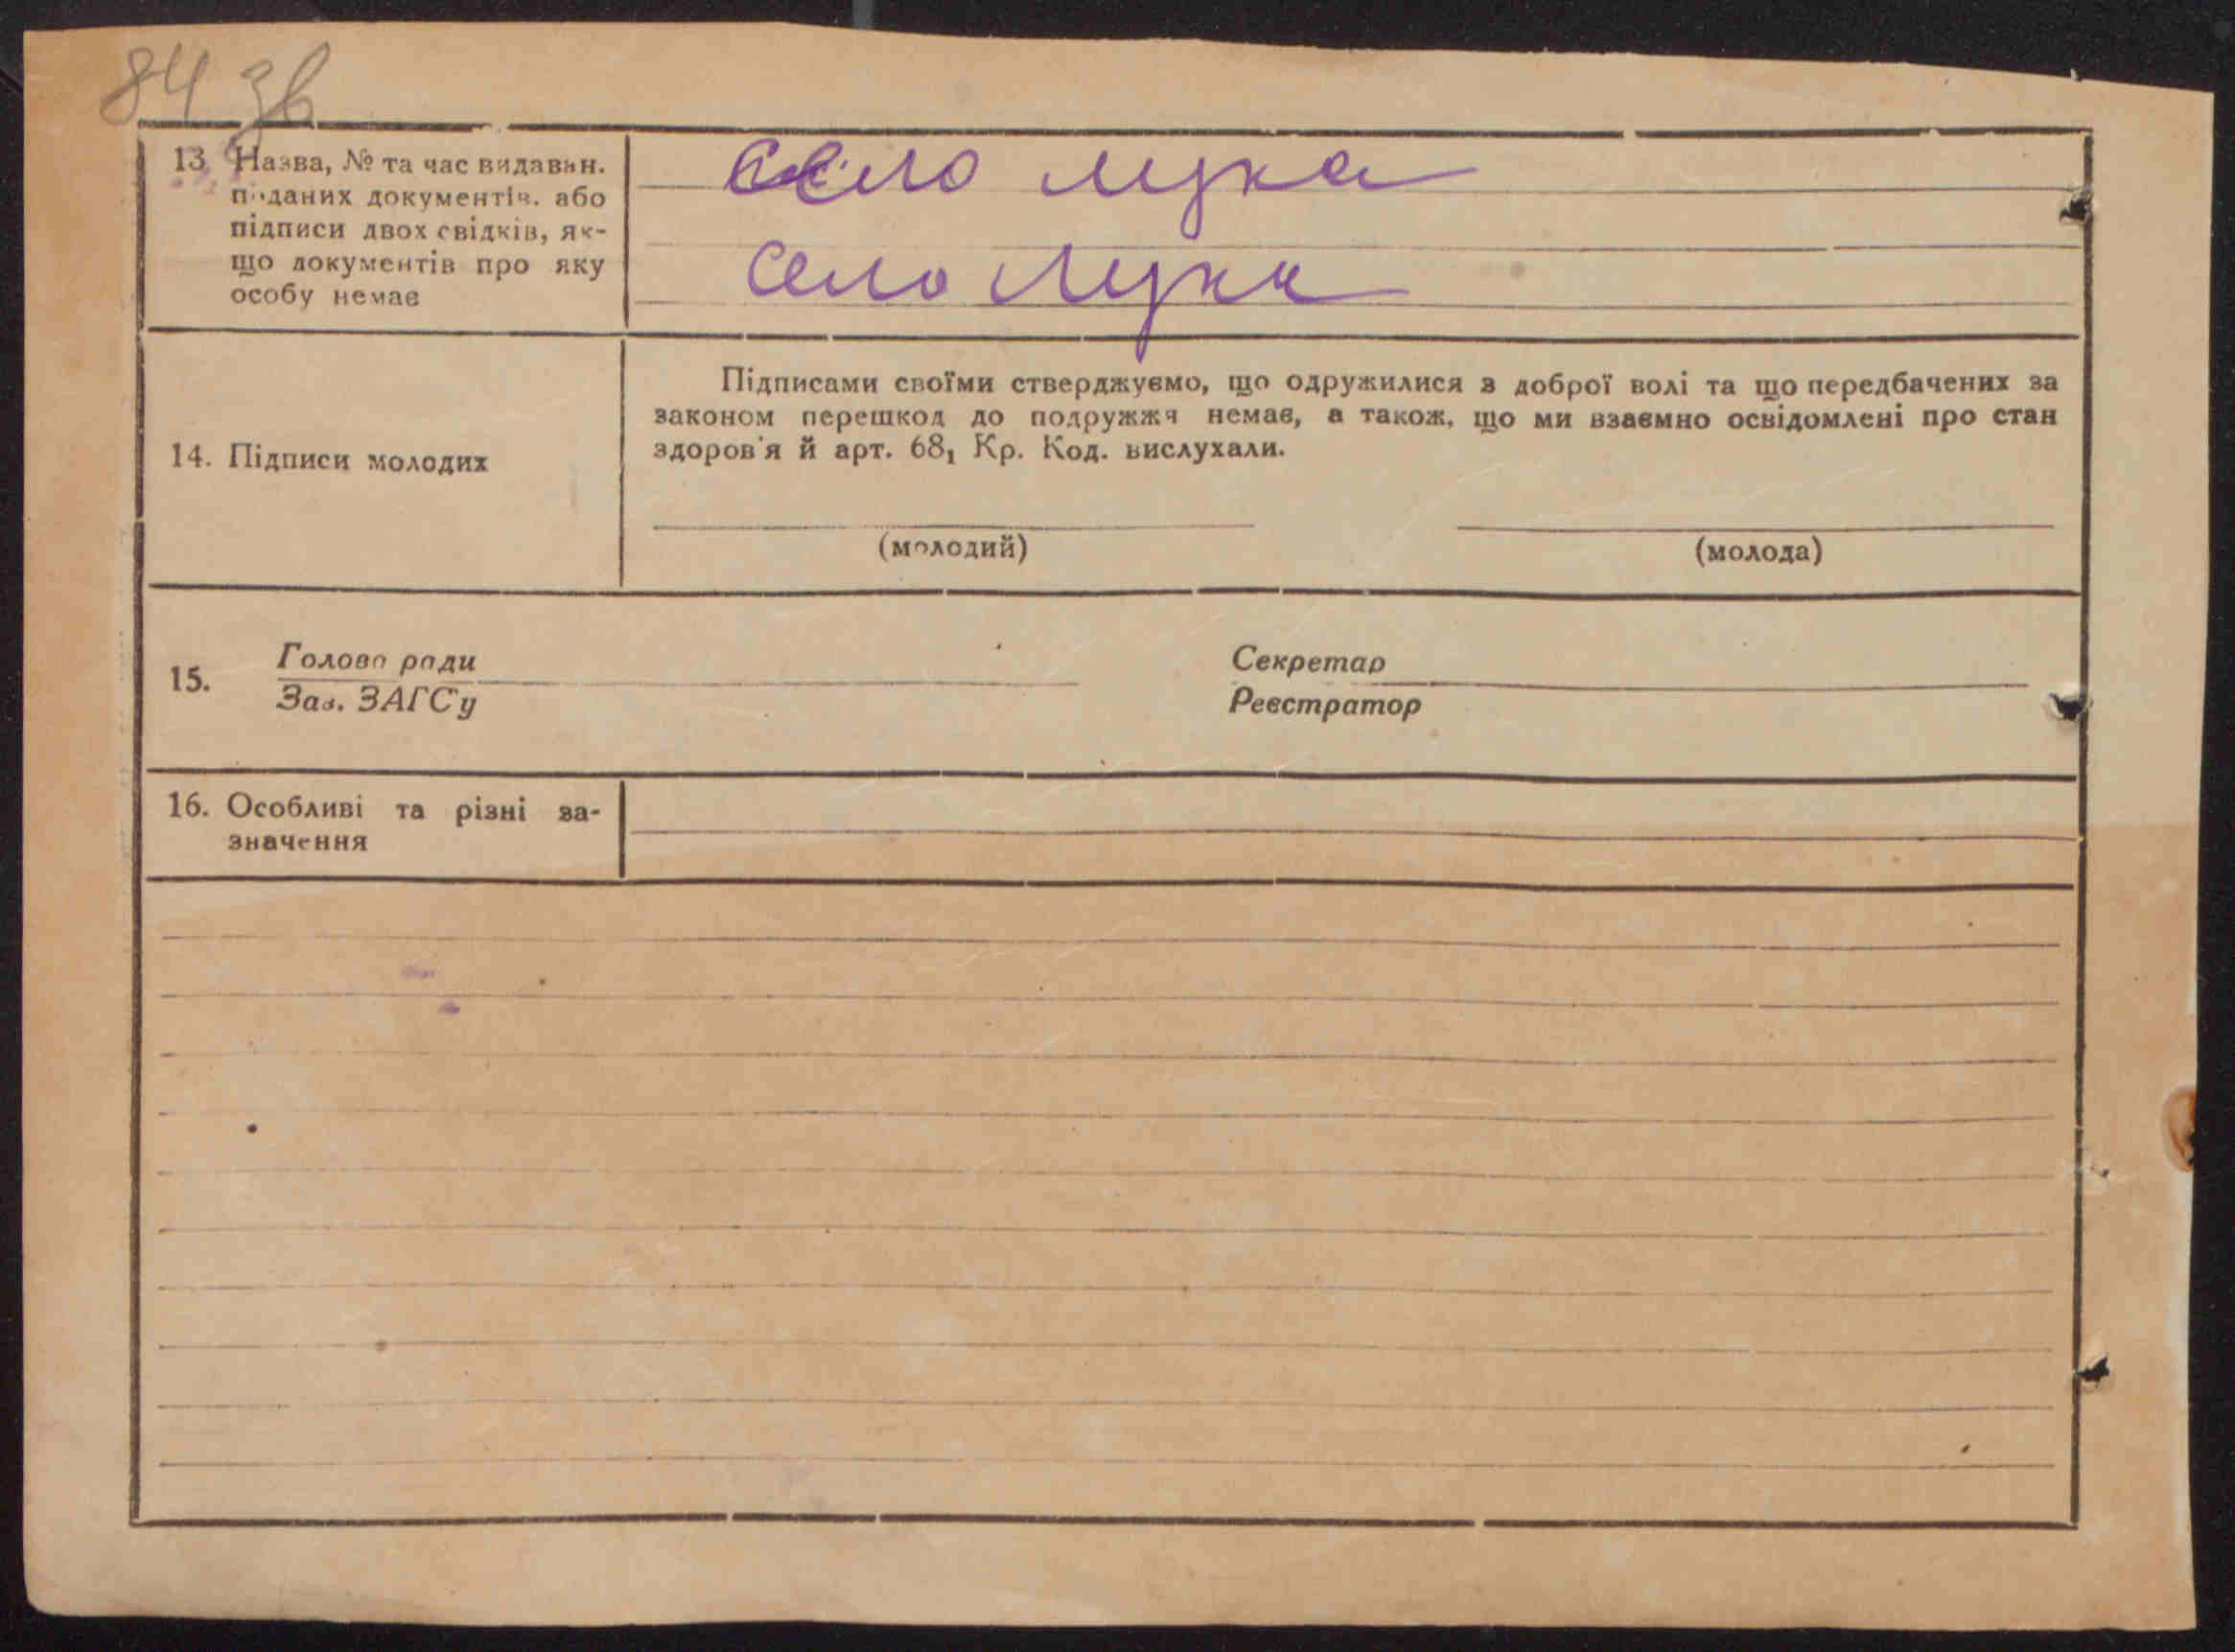 84 зв
13. Назва, № та час видаван.
поданих документів. або
підписи двох свідків, як-
що документів про яку
особу немає
село Лука
село Лука
14. Підписи молодих
Підписами своїми стверджуємо, що одружилися з доброї волі та що передбачених за
законом перешкод до подружжя немає, а також, що ми взаємно освідомлені про стан
здоров'я й арт. 68₁ Кр. Код. вислухали.
(молодий)
(молода)
15.
Голова ради
Зав. ЗАГСу
Секретар
Реєстратор
16. Особливі та різні за-
значення